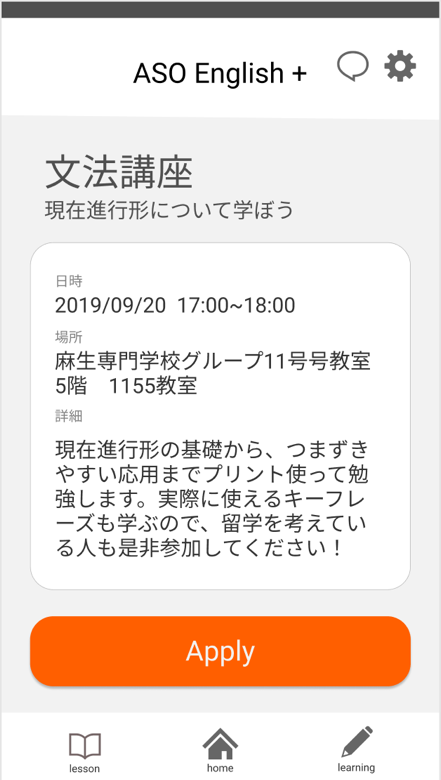 ASO English +
文法講座
現在進行形について学ぼう
日時
2019/09/20 17:00~18:00
場所
麻生専門学校グループ11号号教室
5階　1155教室
詳細
現在進行形の基礎から、つまずき
やすい応用までプリント使って勉
強します。実際に使えるキーフレ
ーズも学ぶので、留学を考えてい
る人も是非参加してください！
Apply
lesson
home
learning